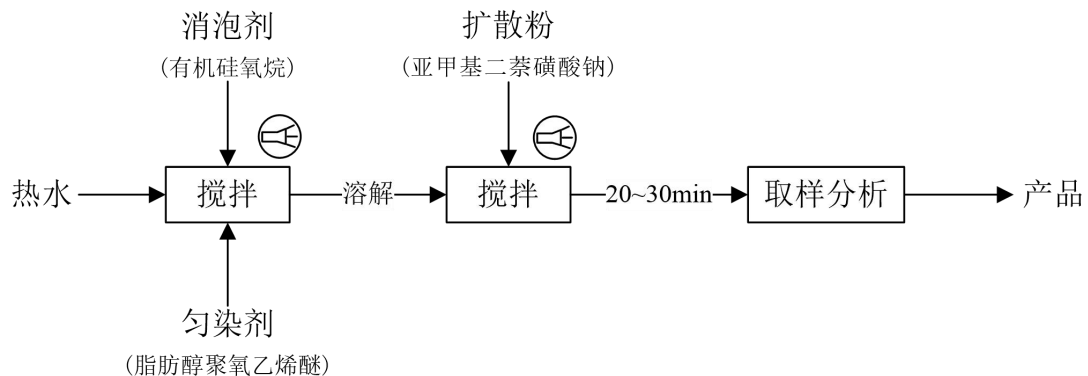 消泡剂
(有机硅氧烷)
扩散粉
(亚甲基二萘磺酸钠)
热水
搅拌
溶解
搅拌
20~30min
取样分析
产品
匀染剂
(脂肪醇聚氧乙烯醚)